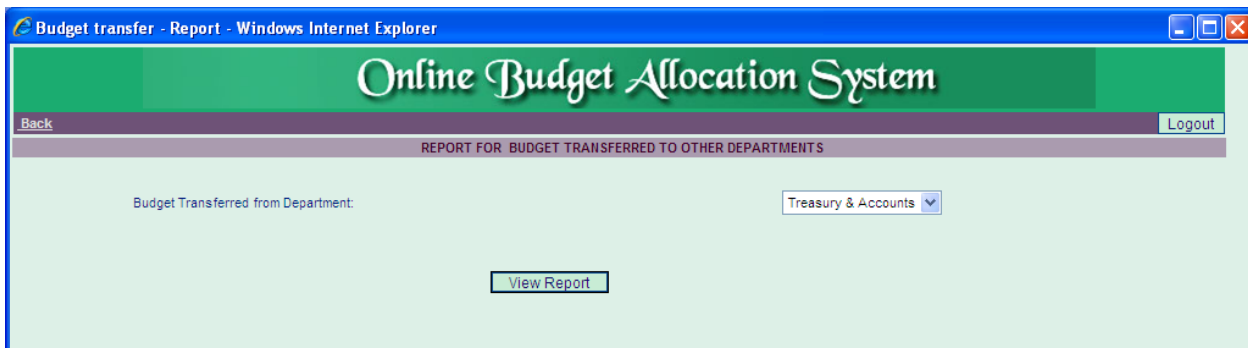 Budget transfer - Report - Windows Internet Explorer
Online Budget Allocation System
Back
Logout
REPORT FOR BUDGET TRANSFERRED TO OTHER DEPARTMENTS
Budget Transferred from Department:
Treasury & Accounts
View Report